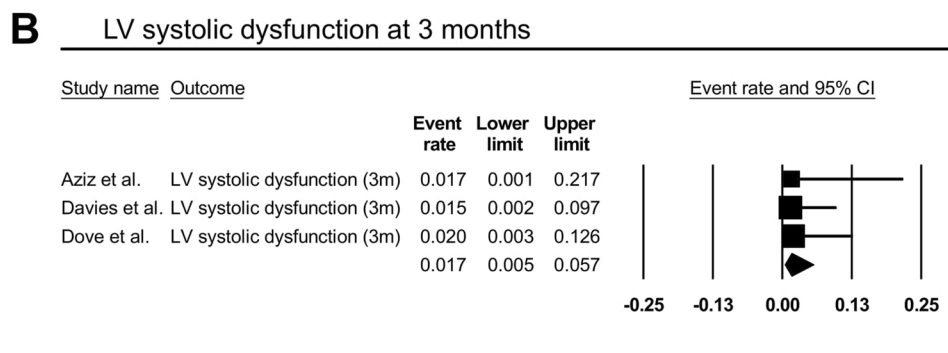 B LV systolic dysfunction at 3 months
Study name Outcome Event rate and 95% CI
Event Lower Upper
rate limit limit
Aziz et al. LV systolic dysfunction (3m) 0.017 0.001 0.217
Davies et al. LV systolic dysfunction (3m) 0.015 0.002 0.097
Dove et al. LV systolic dysfunction (3m) 0.020 0.003 0.126
0.017 0.005 0.057
-0.25 -0.13 0.00 0.13 0.25